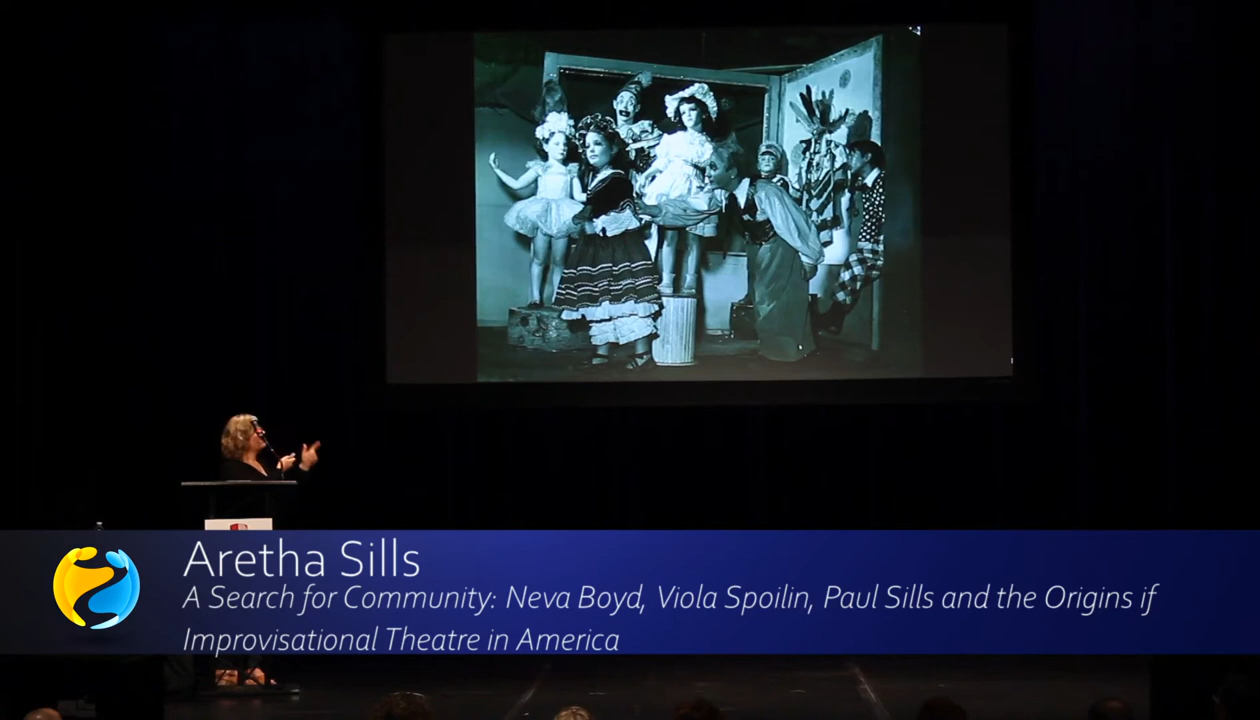 Aretha Sills
A Search for Community: Neva Boyd, Viola Spoilin, Paul Sills and the Origins if
Improvisational Theatre in America